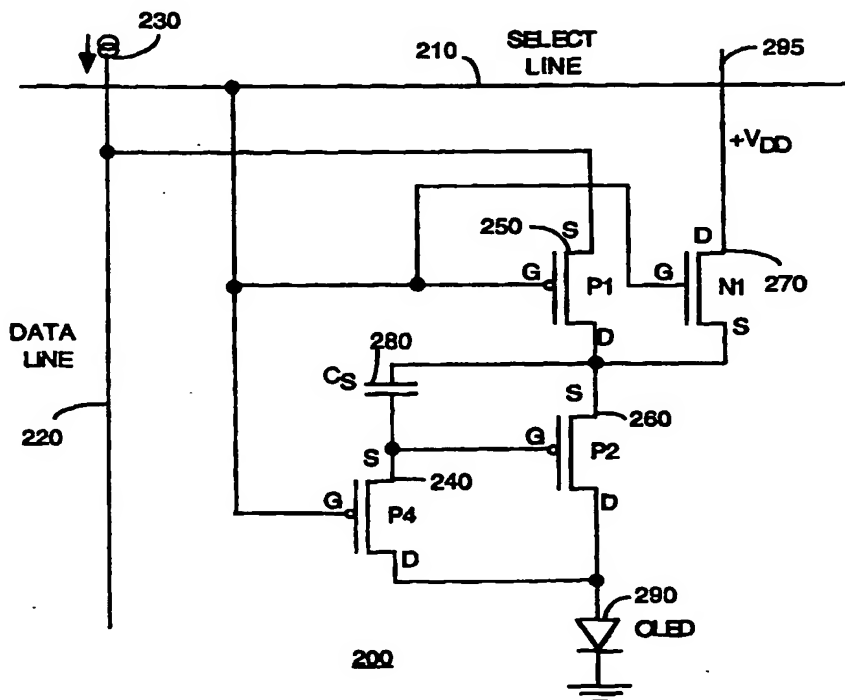 230
SELECT
LINE
210
295
+VDD
S
250
D
G
P1
G
N1
270
D
S
DATA
LINE
280
CS
S
260
220
S
G
P2
240
G
P4
D
D
290
OLED
200